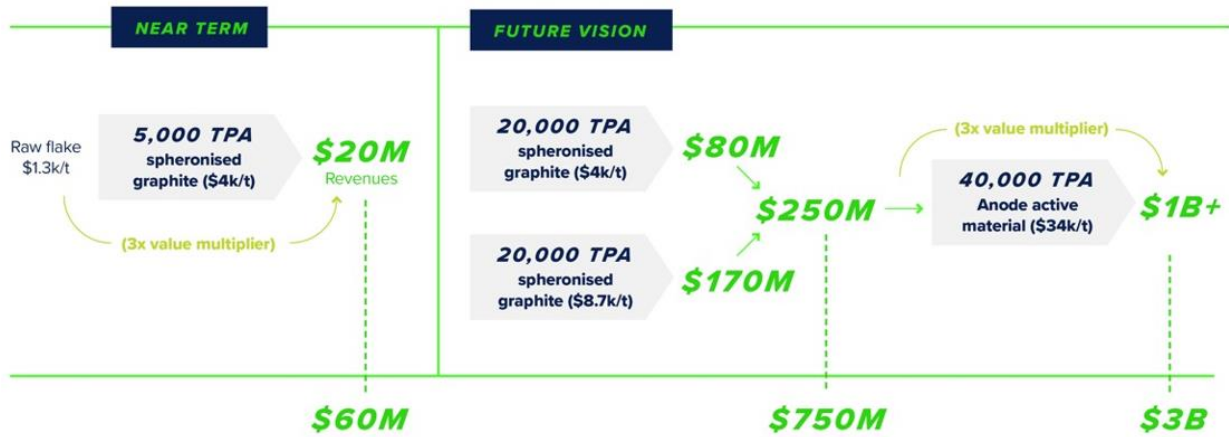 NEAR TERM
Raw flake
$1.3k/t
5,000 TPA
spheronised
graphite ($4k/t)
$20M
Revenues
(3x value multiplier)
$60M
FUTURE VISION
20,000 TPA
spheronised
graphite ($4k/t)
$80M
20,000 TPA
spheronised
graphite ($8.7k/t)
$170M
$250M
(3x value multiplier)
40,000 TPA
Anode active
material ($34k/t)
$1B+
$750M
$3B